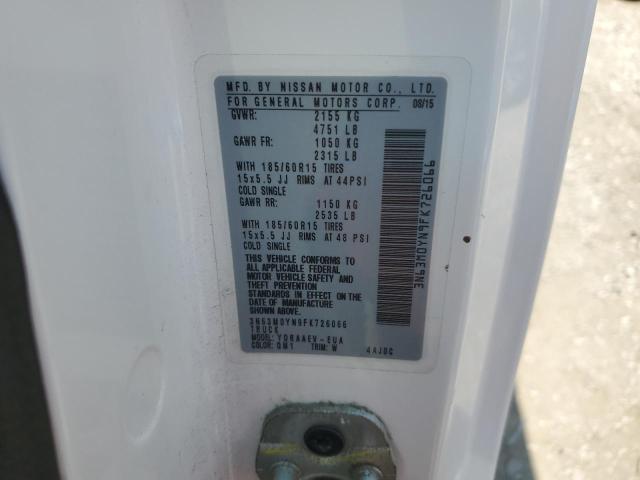 MFD. BY NISSAN MOTOR CO., LTD.
FOR GENERAL MOTORS CORP. 08/15
GVWR: 2155 KG
4751 LB
GAWR FR: 1050 KG
2315 LB
WITH 185/60R15 TIRES
15x5.5 JJ RIMS AT 44PSI
COLD SINGLE
GAWR RR: 1150 KG
2535 LB
WITH 185/60R15 TIRES
15x5.5 JJ RIMS AT 48 PSI
COLD SINGLE
THIS VEHICLE CONFORMS TO
ALL APPLICABLE FEDERAL
MOTOR VEHICLE SAFETY AND
THEFT PREVENTION
STANDARDS IN EFFECT ON THE
DATE OF MANUFACTURE
SHOWN ABOVE.
3N63M0YN9FK726066
TRUCK
MODEL: YDRAAEV-EUA
COLOR: QM1 TRIM: W 4AJ0C
3N63M0YN9FK726066